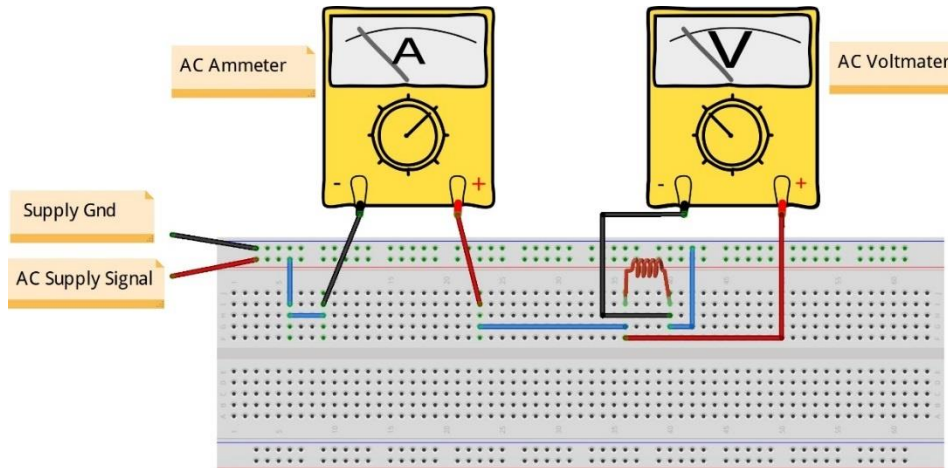 AC Ammeter
A
V
AC Voltmater
-
+
-
+
Supply Gnd
AC Supply Signal